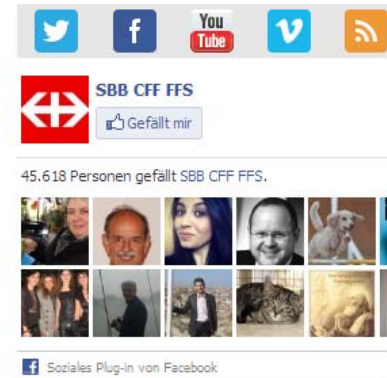 You
Tube
SBB CFF FFS
Gefällt mir
45.618 Personen gefällt SBB CFF FFS.
Soziales Plug-in von Facebook